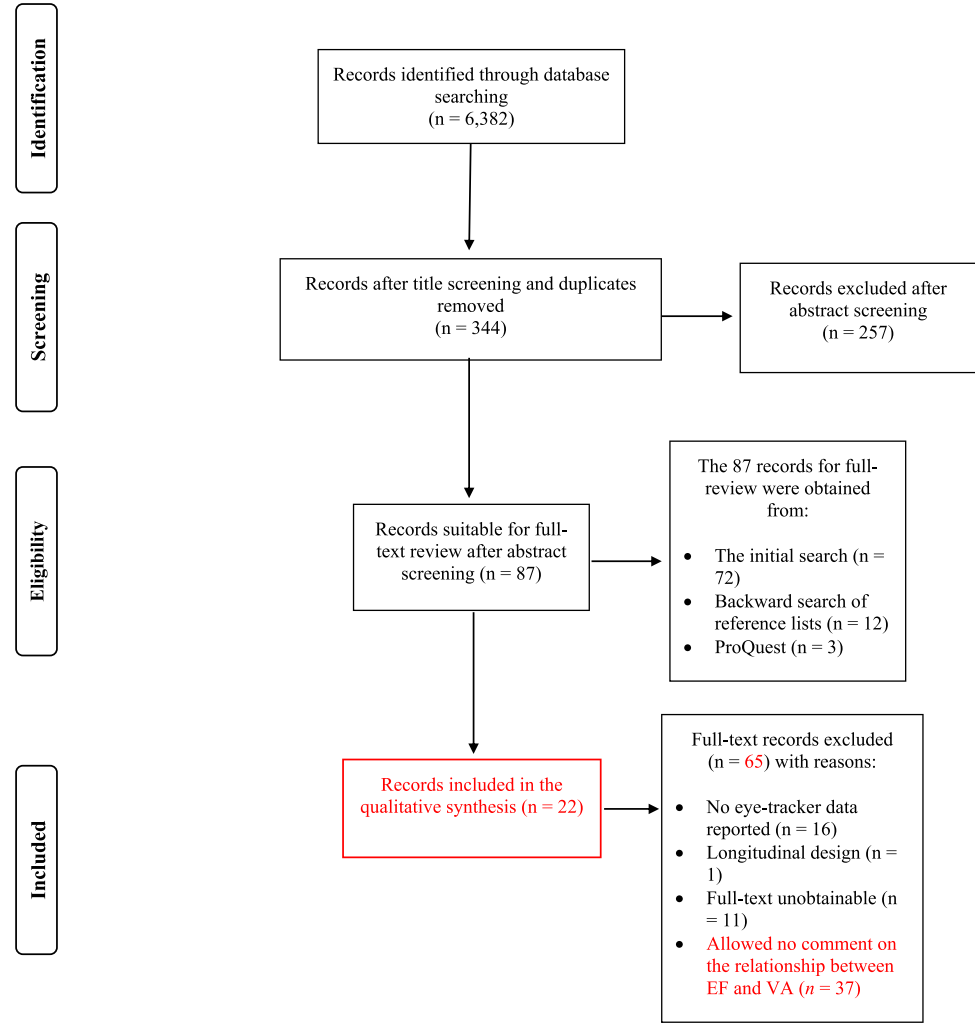 Identification
Records identified through database
searching
(n = 6,382)
Screening
Records after title screening and duplicates
removed
(n = 344)
Records excluded after
abstract screening
(n = 257)
Eligibility
Records suitable for full-
text review after abstract
screening (n = 87)
The 87 records for full-
review were obtained
from:
• The initial search (n =
72)
• Backward search of
reference lists (n = 12)
• ProQuest (n = 3)
Included
Records included in the
qualitative synthesis (n = 22)
Full-text records excluded
(n = 65) with reasons:
• No eye-tracker data
reported (n = 16)
• Longitudinal design (n =
1)
• Full-text unobtainable (n
= 11)
• Allowed no comment on
the relationship between
EF and VA (n = 37)